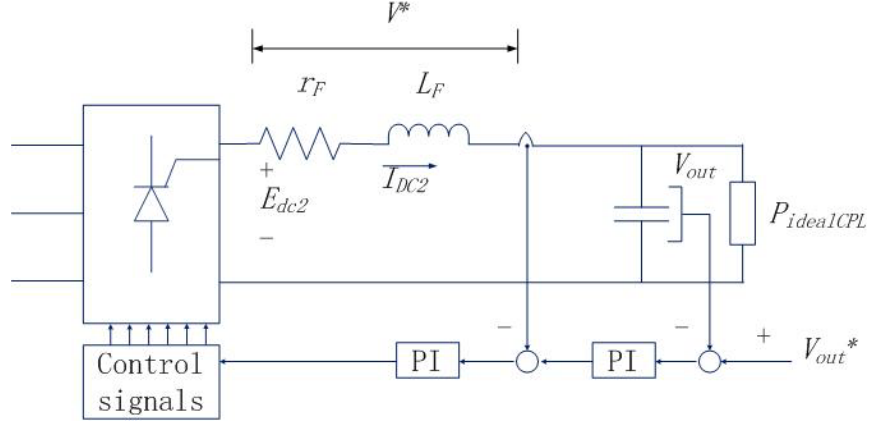 V*
r_F
L_F
+
E_dc2
−
I_DC2
V_out
P_idealCPL
Control
signals
PI
−
PI
−
+
V_out*